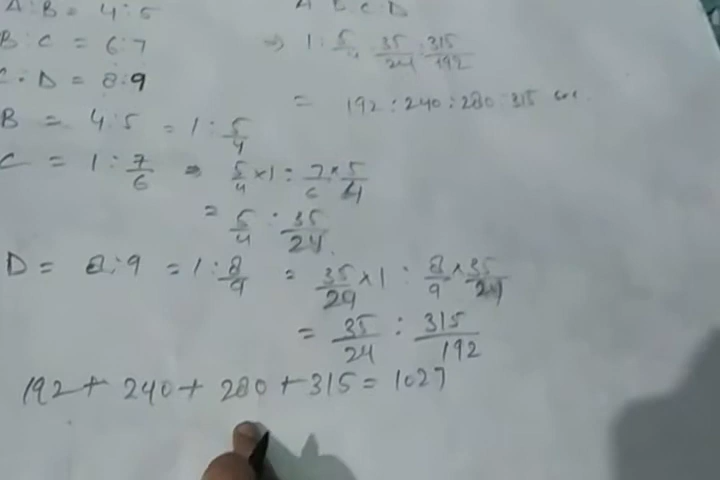 A:B = 4:5
A B C D
B:C = 6:7
⇒ 1 : 5/4 : 35/24 : 315/192
C:D = 8:9
= 192 : 240 : 280 : 315
B = 4:5 = 1 : 5/4
C = 1 : 7/6 ⇒ 5/4 × 1 : 7/6 × 5/4
= 5/4 : 35/24
D = 8:9 = 1 : 8/9 = 35/29 × 1 : 8/9 × 35/24
= 35/24 : 315/192
192 + 240 + 280 + 315 = 1027